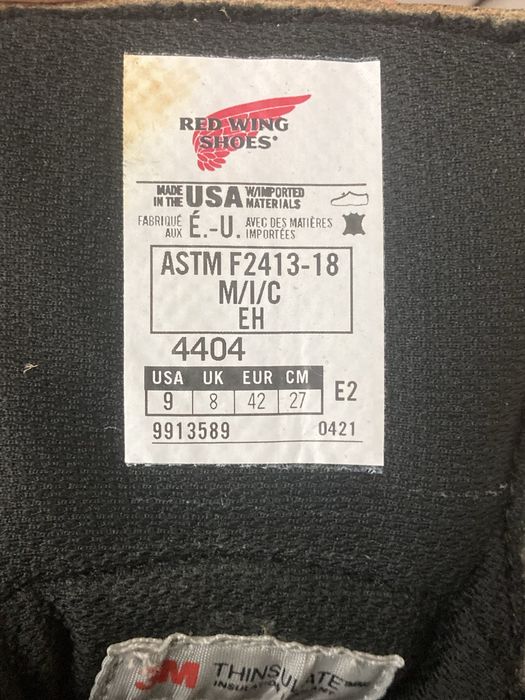 RED WING
SHOES
MADE IN THE USA W/IMPORTED MATERIALS
FABRIQUÉ AUX É.-U. AVEC DES MATIÈRES IMPORTÉES
ASTM F2413-18
M/I/C
EH
4404
USA UK EUR CM
9 8 42 27 E2
9913589 0421
3M THINSULATE